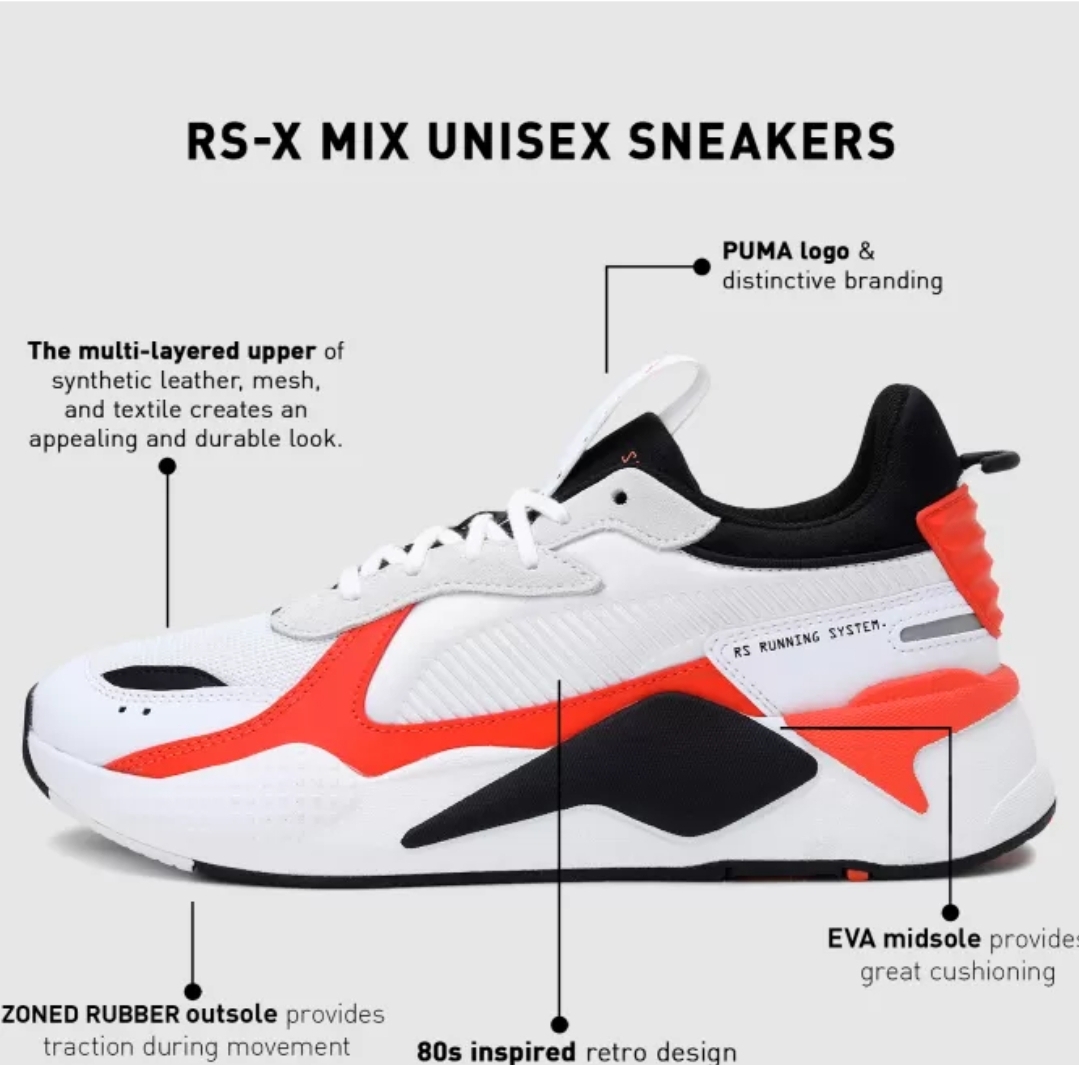 RS-X MIX UNISEX SNEAKERS
PUMA logo &
distinctive branding
The multi-layered upper of
synthetic leather, mesh,
and textile creates an
appealing and durable look.
RS RUNNING SYSTEM.
EVA midsole provides
great cushioning
ZONED RUBBER outsole provides
traction during movement
80s inspired retro design